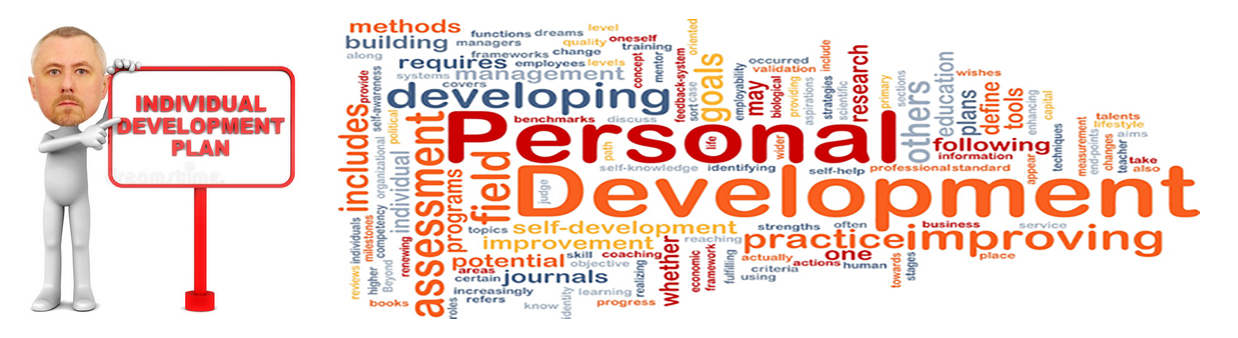 INDIVIDUAL
DEVELOPMENT
PLAN
dreamstime
methods
functions
dreams
level
oriented
building
managers
quality
oneself
along
frameworks
change
training
requires
employees
levels
concept
mentor
feedback-system
systems
management
sort
case
goals
covers
developing
provide
self-awareness
political
benchmarks
discuss
employability
occurred
validation
include
may
biological
providing
aspirations
strategies
scientific
research
primary
sections
others
education
wishes
plans
define
tools
enhancing
capital
Personal
life
path
wider
following
information
techniques
appear
measurement
end-points
talents
lifestyle
aims
changes
teacher
take
also
includes
organizational
individual
assessment
programs
field
self-knowledge
identifying
self-help
professional
standard
judge
Development
individuals
milestones
competency
renewing
topics
self-development
strengths
often
business
service
improvement
reaching
practice
improving
potential
skill
coaching
whether
actually
one
place
areas
objective
certain
journals
realizing
economic
framework
fulfilling
criteria
actions
human
using
towards
stages
reviews
higher
Beyond
books
roles
increasingly
learning
refers
know
identity
progress